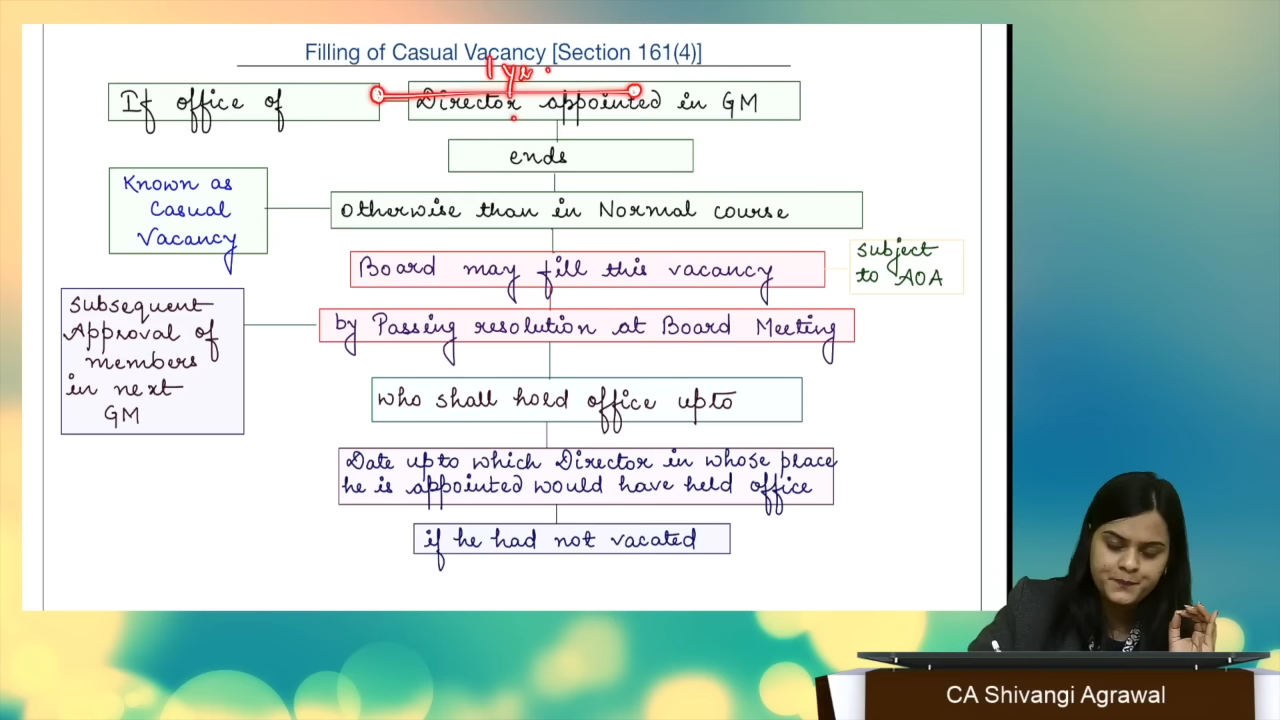 Filling of Casual Vacancy [Section 161(4)]
1 yr.
If office of
Director appointed in GM
ends
Known as
Casual
Vacancy
otherwise than in Normal course
Board may fill this vacancy
subject
to AOA
subsequent
Approval of
members
in next
GM
by Passing resolution at Board Meeting
who shall hold office upto
Date upto which Director in whose place
he is appointed would have held office
if he had not vacated
CA Shivangi Agrawal